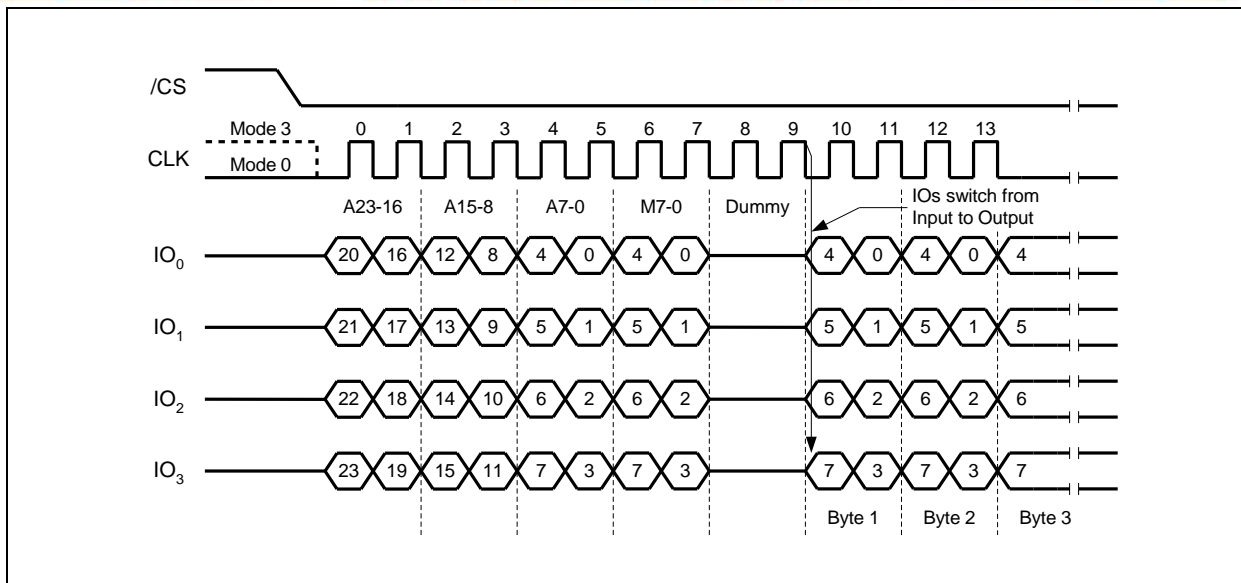 /CS
Mode 3 0 1 2 3 4 5 6 7 8 9 10 11 12 13
CLK
Mode 0
A23-16 A15-8 A7-0 M7-0 Dummy
IOs switch from
Input to Output
IO0 20 16 12 8 4 0 4 0 4 0 4 0 4
IO1 21 17 13 9 5 1 5 1 5 1 5 1 5
IO2 22 18 14 10 6 2 6 2 6 2 6 2 6
IO3 23 19 15 11 7 3 7 3 7 3 7 3 7
Byte 1 Byte 2 Byte 3